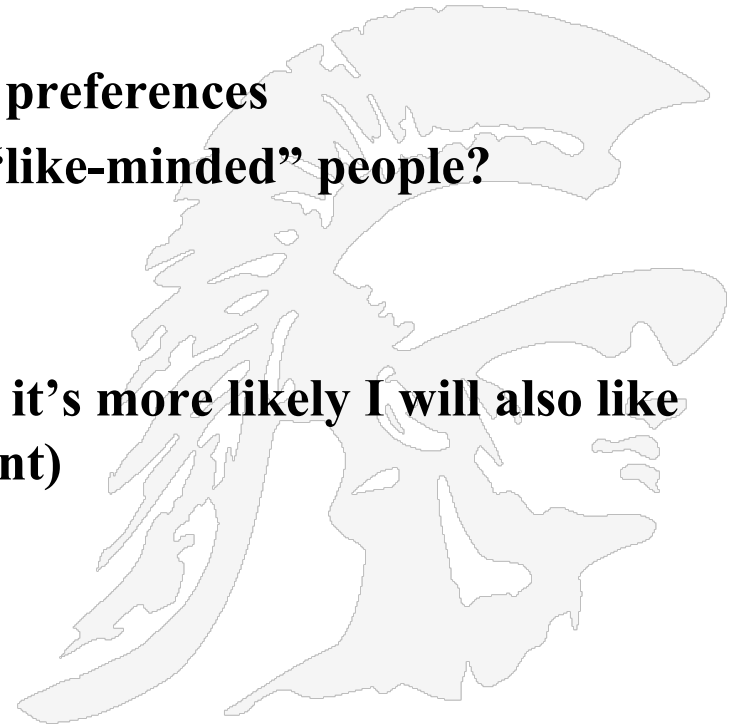 preferences
“like-minded” people?
it’s more likely I will also like
nt)